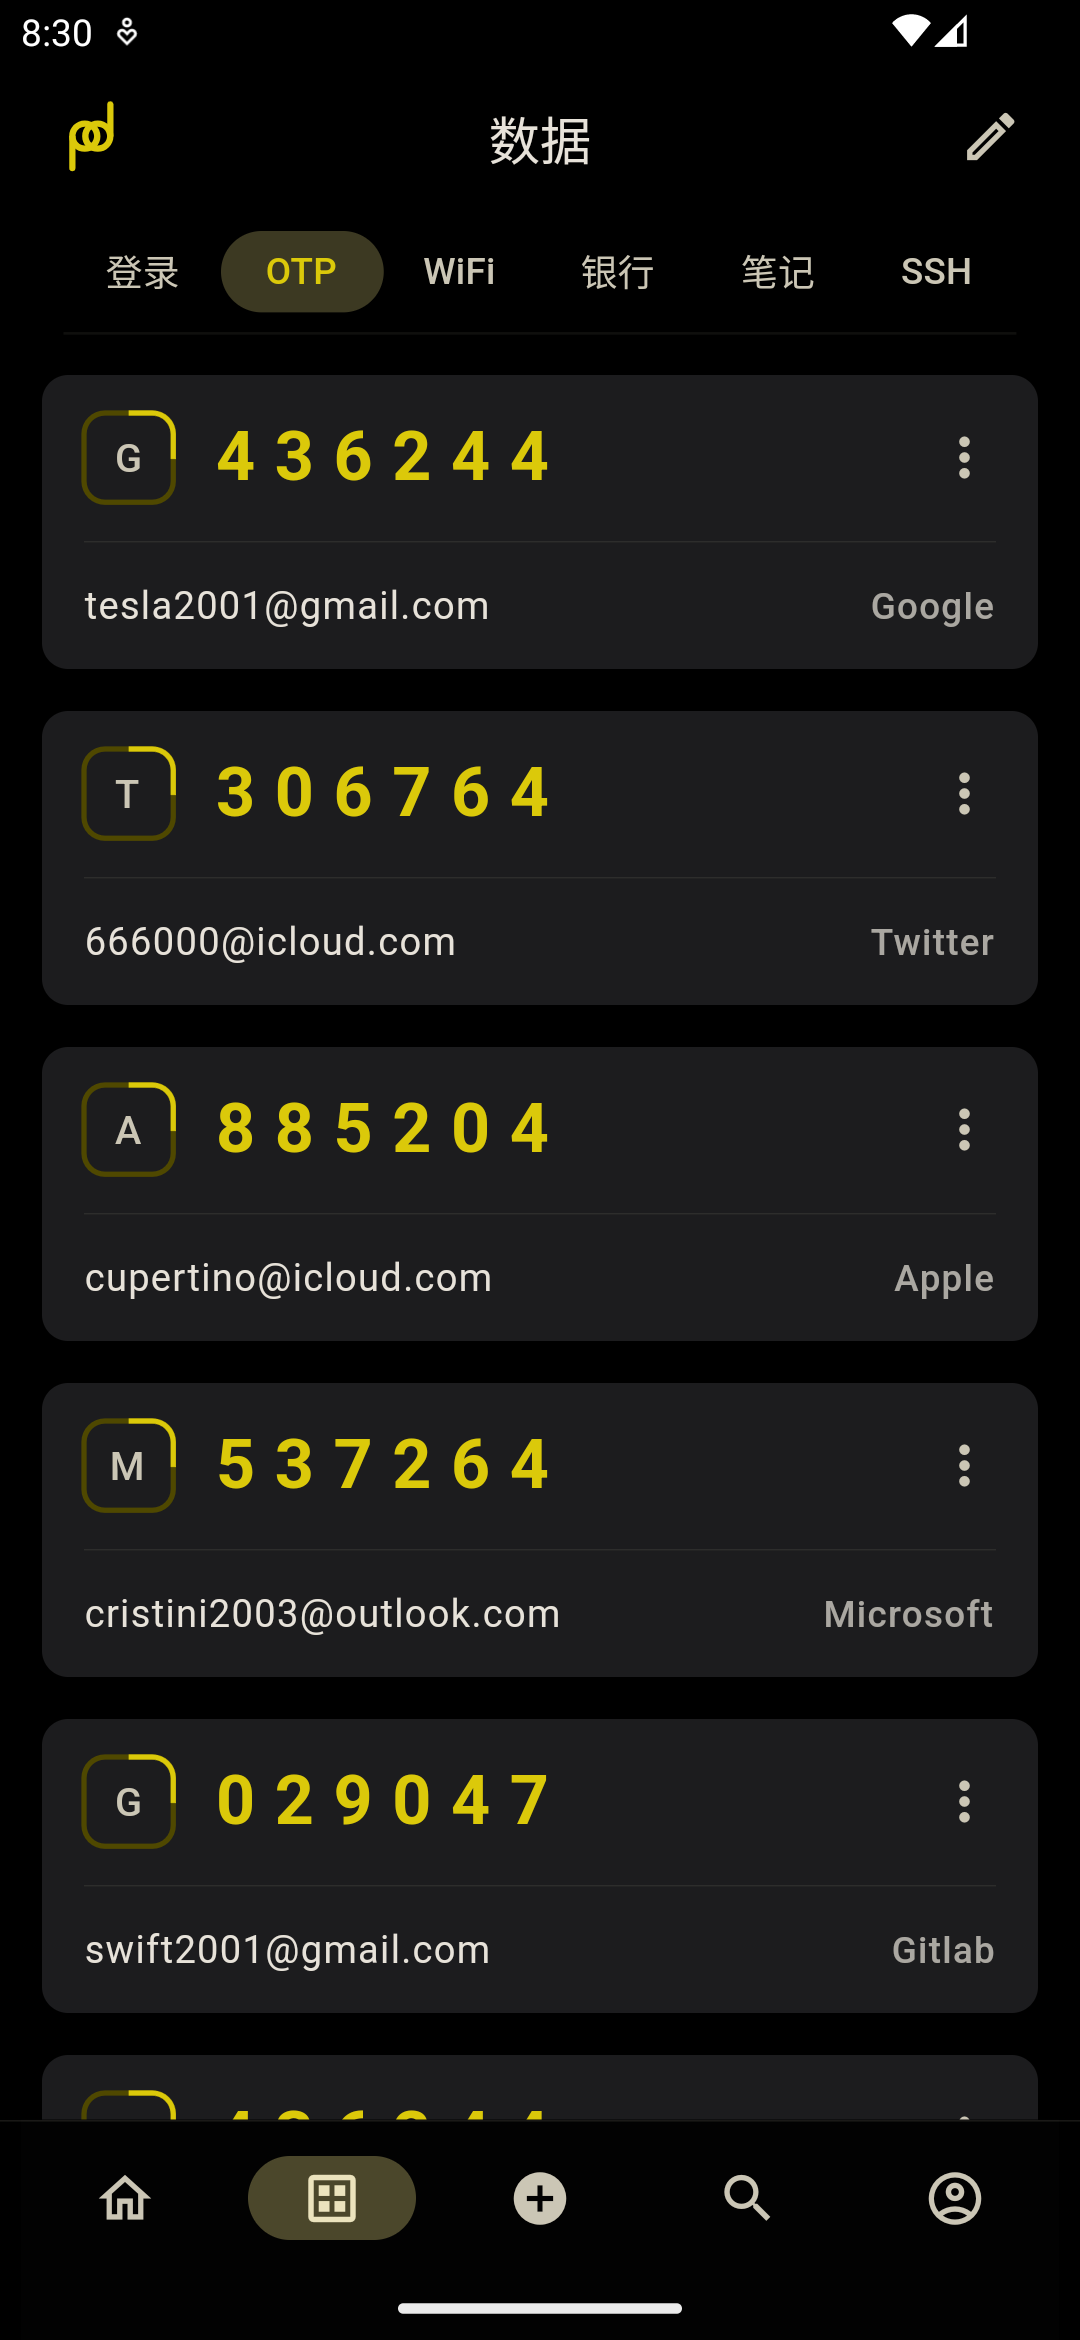 8:30
数据
登录 OTP WiFi 银行 笔记 SSH
G 4 3 6 2 4 4
tesla2001@gmail.com Google
T 3 0 6 7 6 4
666000@icloud.com Twitter
A 8 8 5 2 0 4
cupertino@icloud.com Apple
M 5 3 7 2 6 4
cristini2003@outlook.com Microsoft
G 0 2 9 0 4 7
swift2001@gmail.com Gitlab